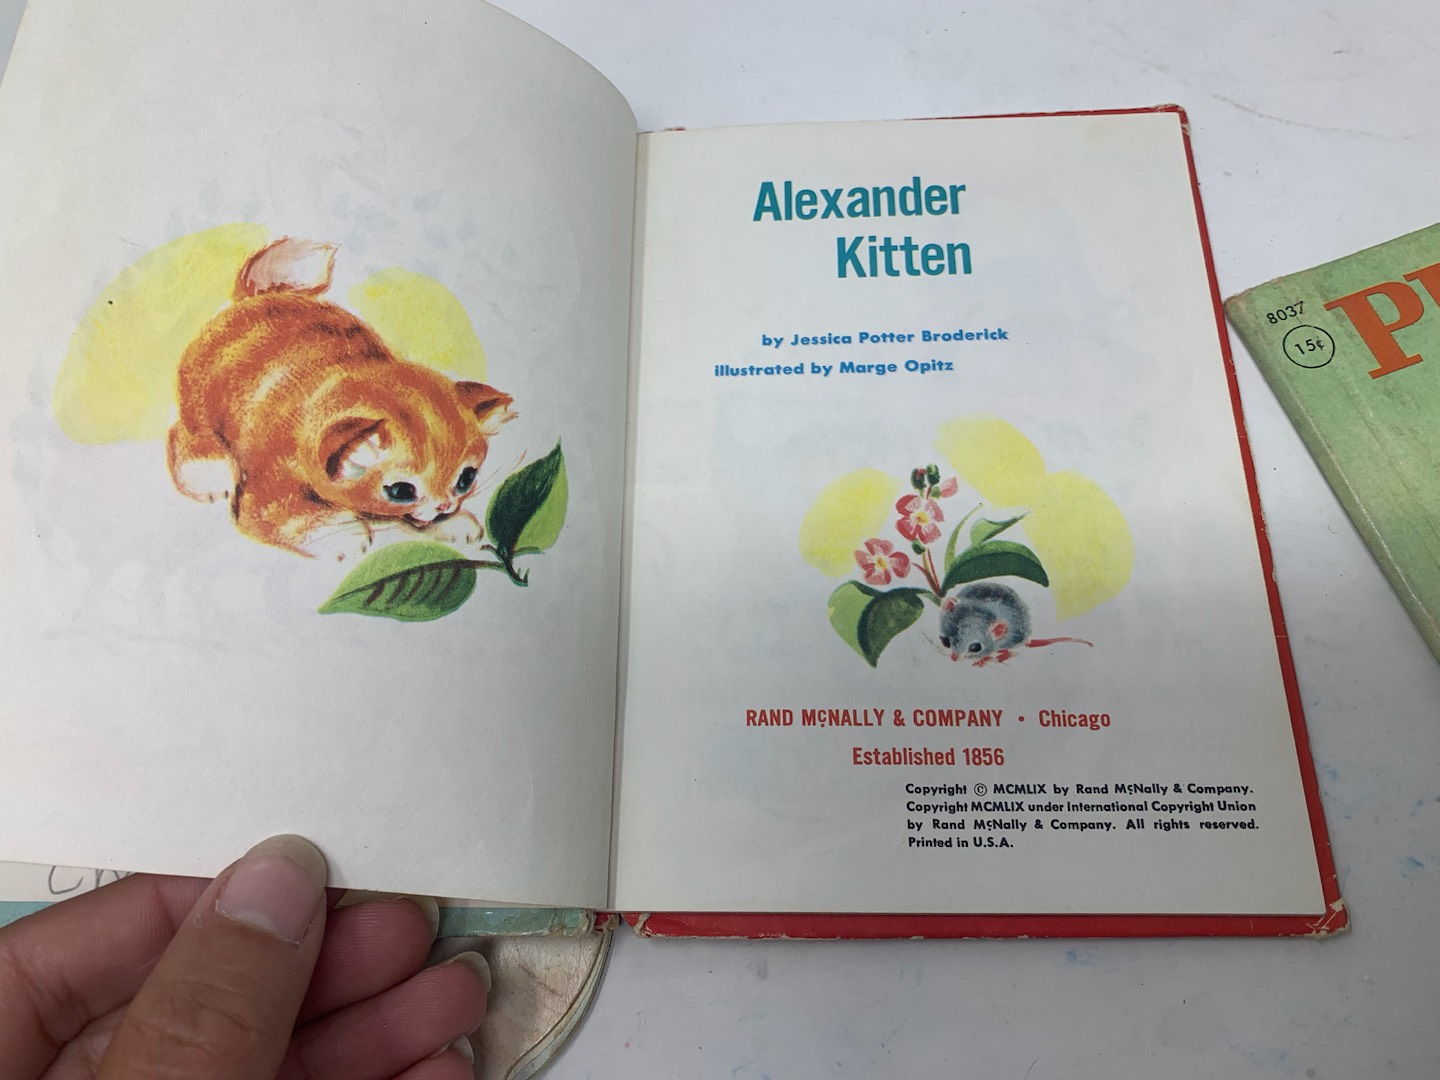 Alexander
Kitten
by Jessica Potter Broderick
illustrated by Marge Opitz
RAND McNALLY & COMPANY • Chicago
Established 1856
Copyright © MCMLIX by Rand McNally & Company.
Copyright MCMLIX under International Copyright Union
by Rand McNally & Company. All rights reserved.
Printed in U.S.A.
8037
15¢